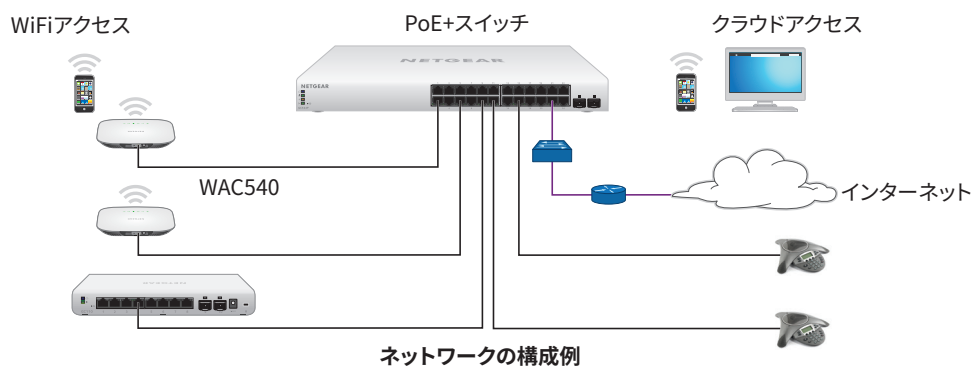 WiFiアクセス
PoE+スイッチ
クラウドアクセス
NETGEAR
NETGEAR
WAC540
インターネット
NETGEAR
ネットワークの構成例